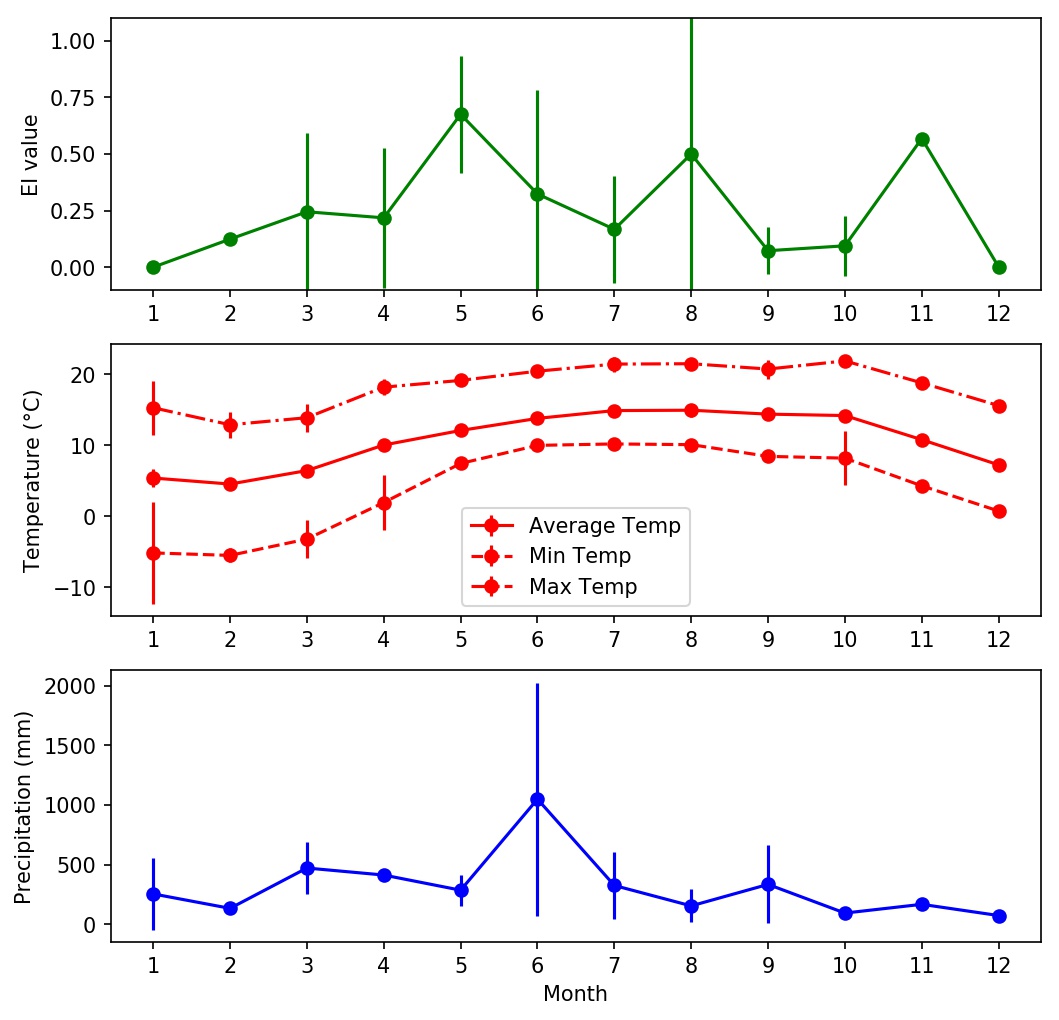 EI value
1.00
0.75
0.50
0.25
0.00
1 2 3 4 5 6 7 8 9 10 11 12
Temperature (°C)
20
10
0
−10
Average Temp
Min Temp
Max Temp
1 2 3 4 5 6 7 8 9 10 11 12
Precipitation (mm)
2000
1500
1000
500
0
1 2 3 4 5 6 7 8 9 10 11 12
Month